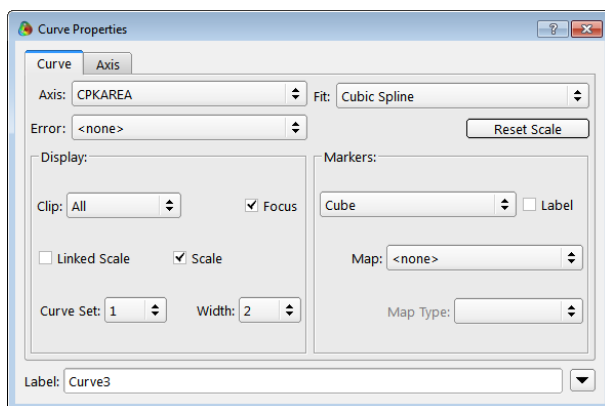 Curve Properties
Curve Axis
Axis: CPKAREA Fit: Cubic Spline
Error: <none> Reset Scale
Display: Markers:
Clip: All Focus Cube Label
Linked Scale Scale Map: <none>
Curve Set: 1 Width: 2 Map Type:
Label: Curve3